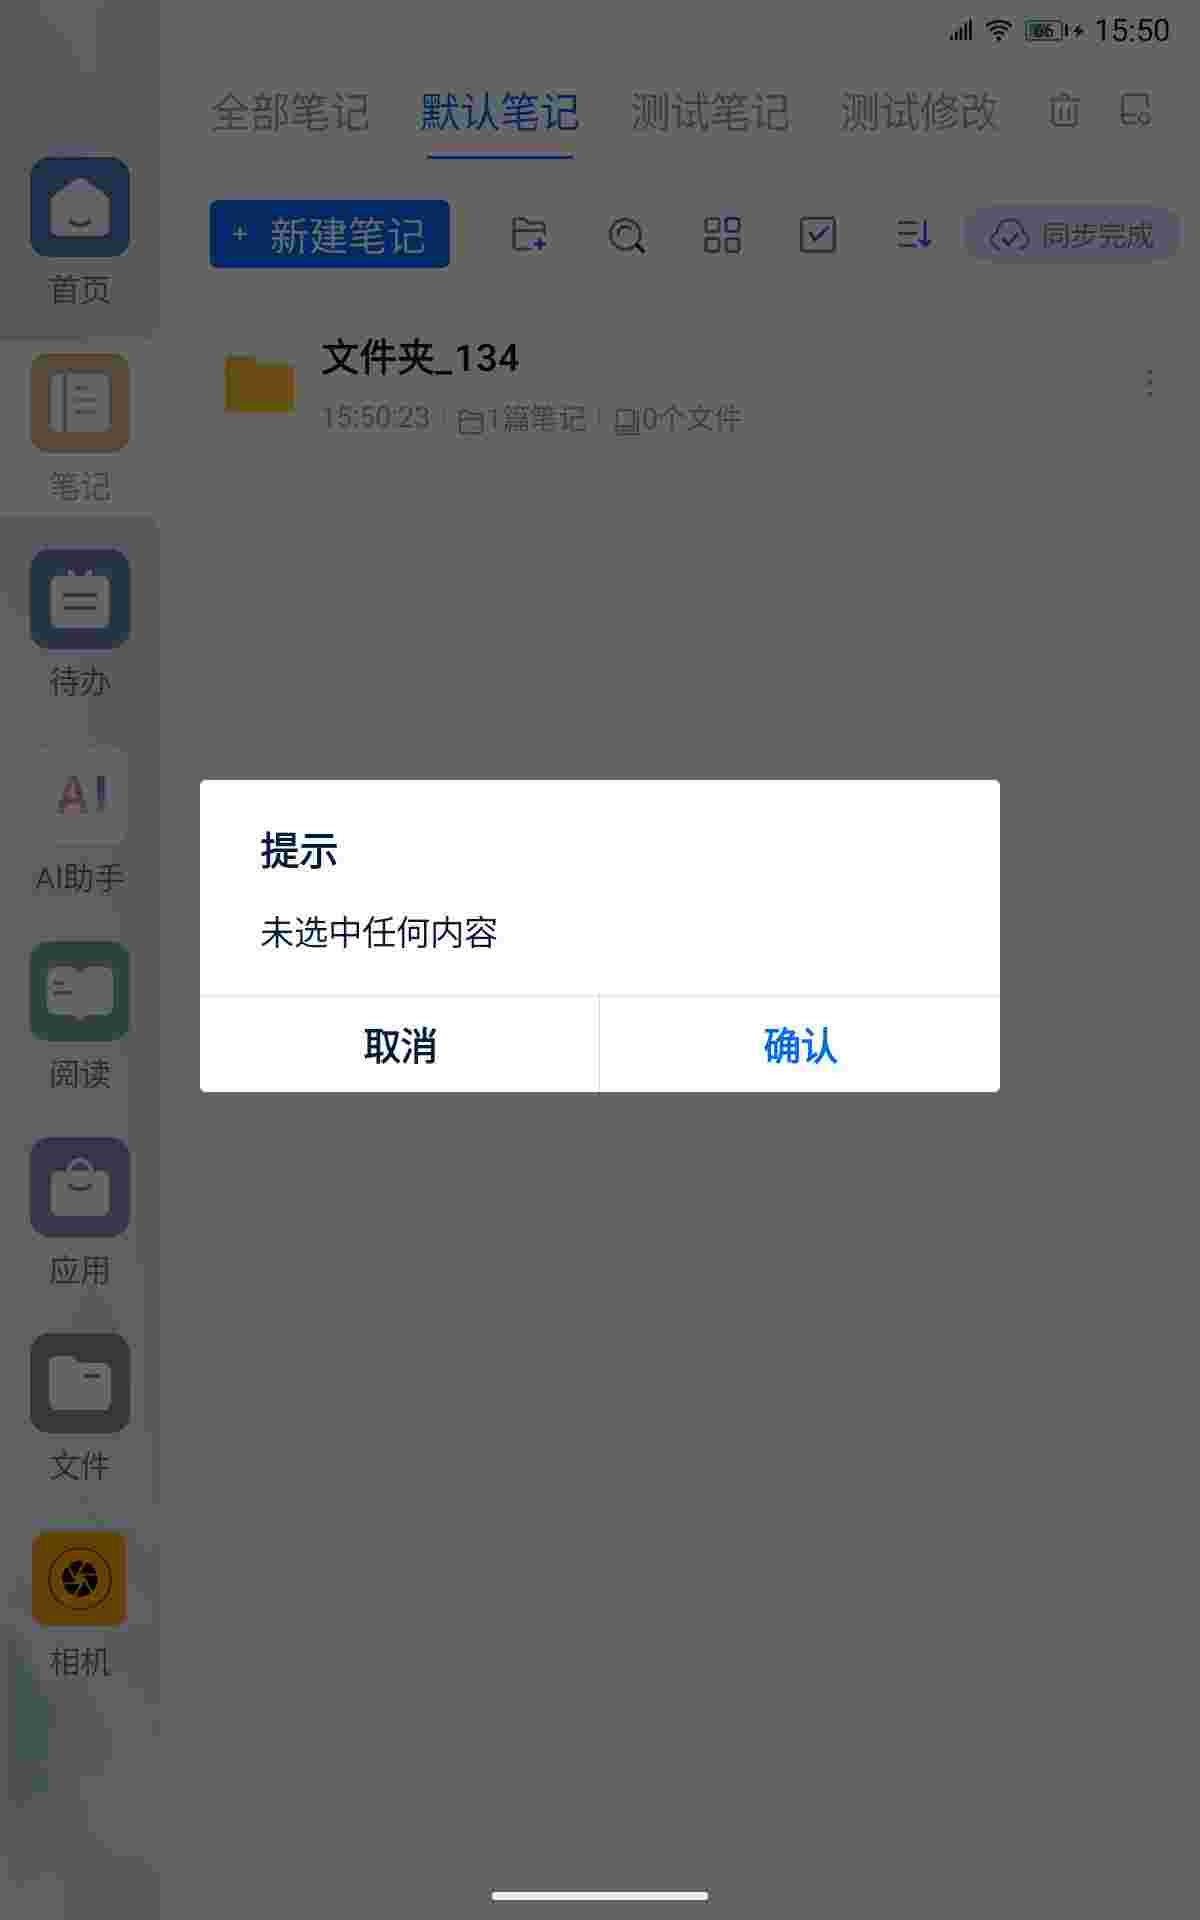 15:50
全部笔记 默认笔记 测试笔记 测试修改
+ 新建笔记 同步完成
首页
文件夹_134
15:50:23 1篇笔记 0个文件
笔记
待办
AI
AI助手
提示
未选中任何内容
取消 确认
阅读
应用
文件
相机